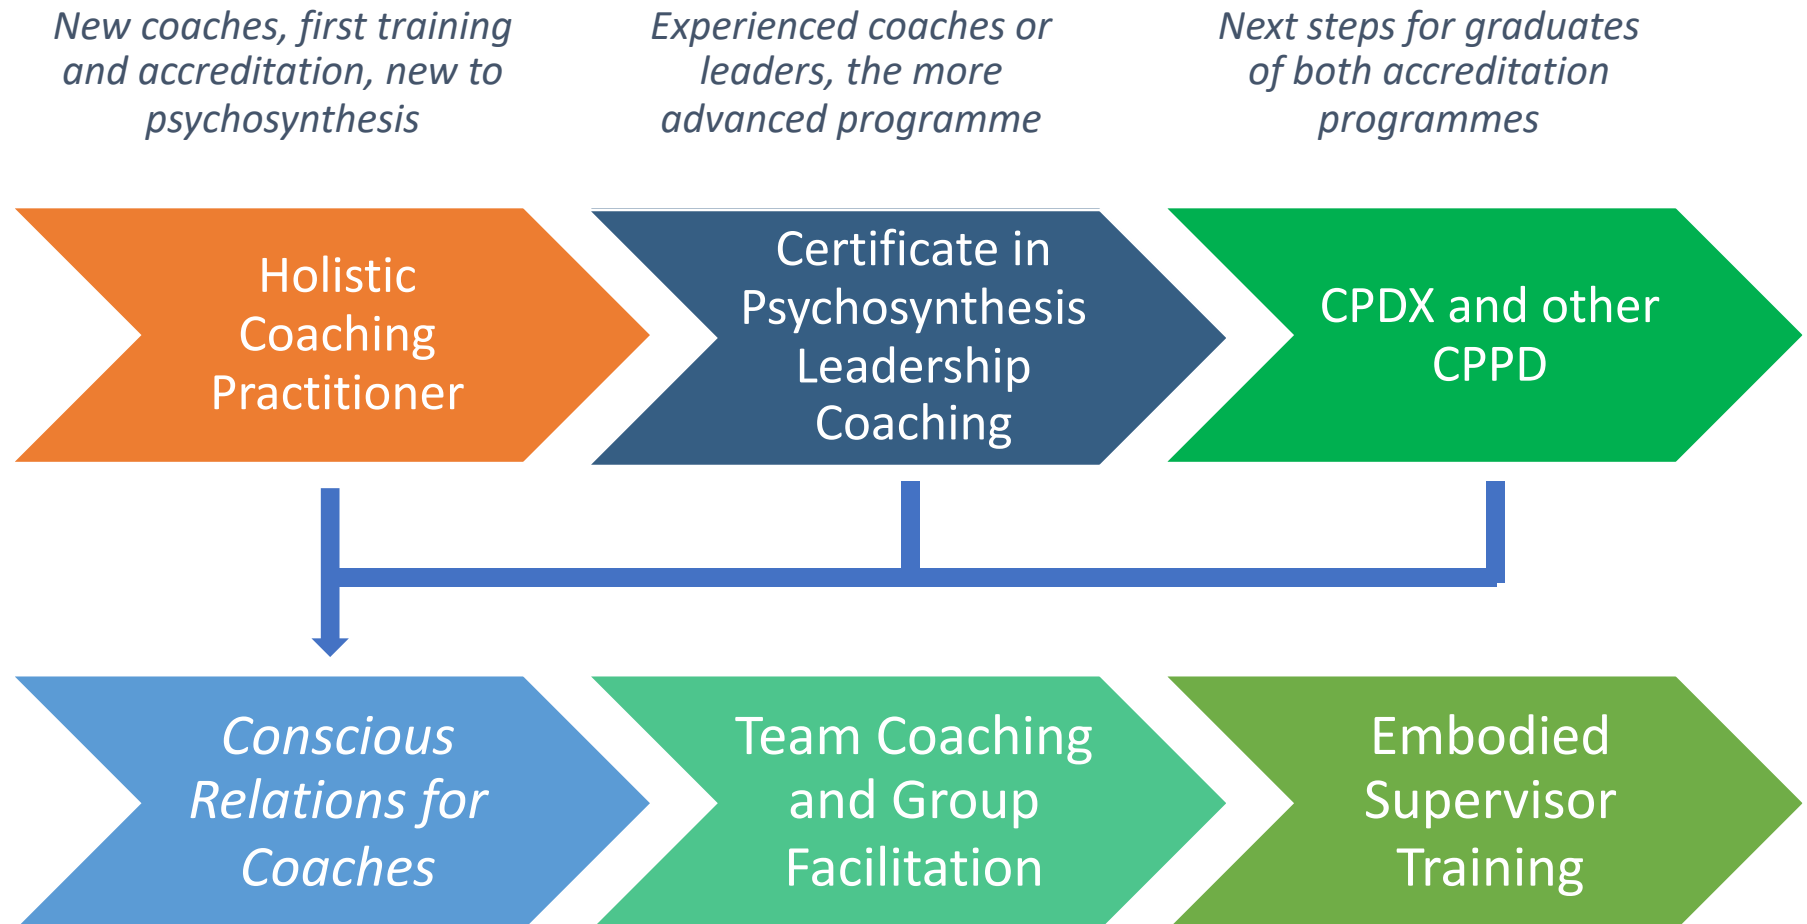 New coaches, first training
and accreditation, new to
psychosynthesis
Experienced coaches or
leaders, the more
advanced programme
Next steps for graduates
of both accreditation
programmes
Holistic
Coaching
Practitioner
Certificate in
Psychosynthesis
Leadership
Coaching
CPDX and other
CPPD
Conscious
Relations for
Coaches
Team Coaching
and Group
Facilitation
Embodied
Supervisor
Training